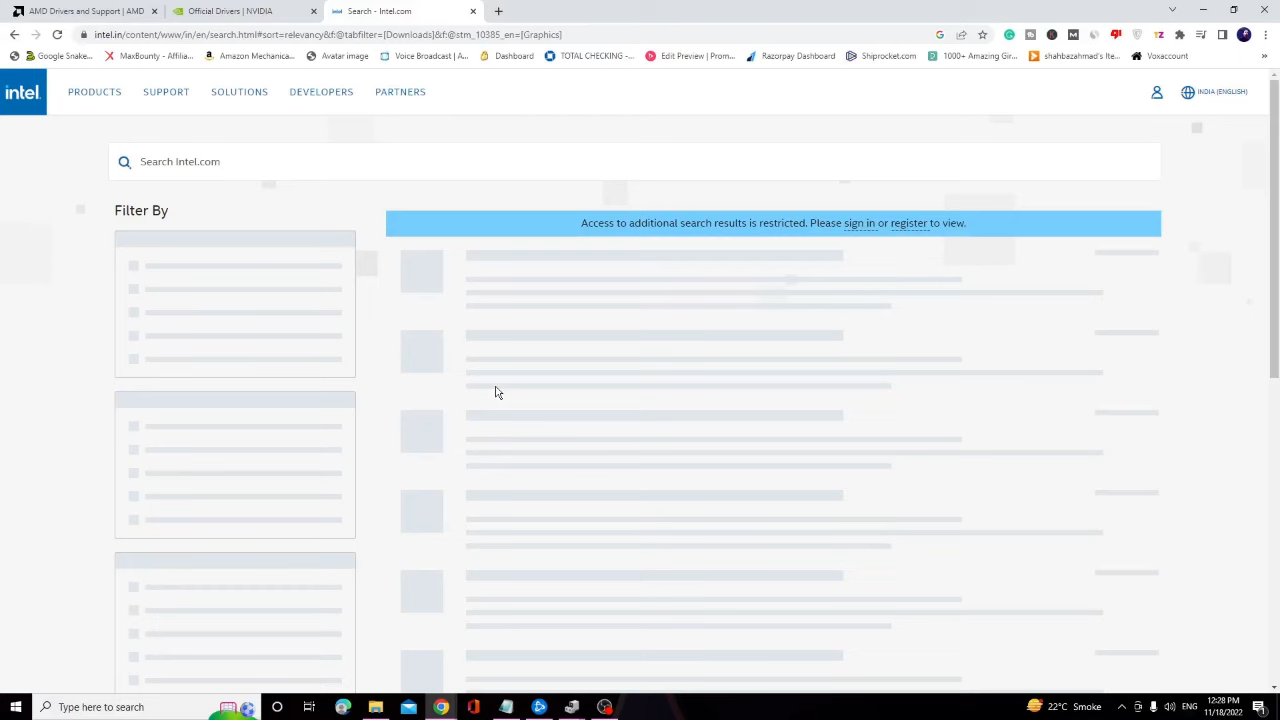 AMD Drivers and Support | AMD
Official Drivers | NVIDIA
intel.
Search - Intel.com
intel.in/content/www/in/en/search.html#sort=relevancy&f:@tabfilter=[Downloads]&f:@stm_10385_en=[Graphics]
Google Snake...
MaxBounty - Affilia...
Amazon Mechanica...
Rotate image
Voice Broadcast | A...
Dashboard
TOTAL CHECKING -...
Edit Preview | Prom...
Razorpay Dashboard
Shiprocket.com
1000+ Amazing Gir...
shahbazahmad's Ite...
Voxaccount
»
intel.
PRODUCTS
SUPPORT
SOLUTIONS
DEVELOPERS
PARTNERS
INDIA (ENGLISH)
Search Intel.com
Filter By
Access to additional search results is restricted. Please sign in or register to view.
Type here to search
22°C Smoke
ENG
12:28 PM
11/18/2022